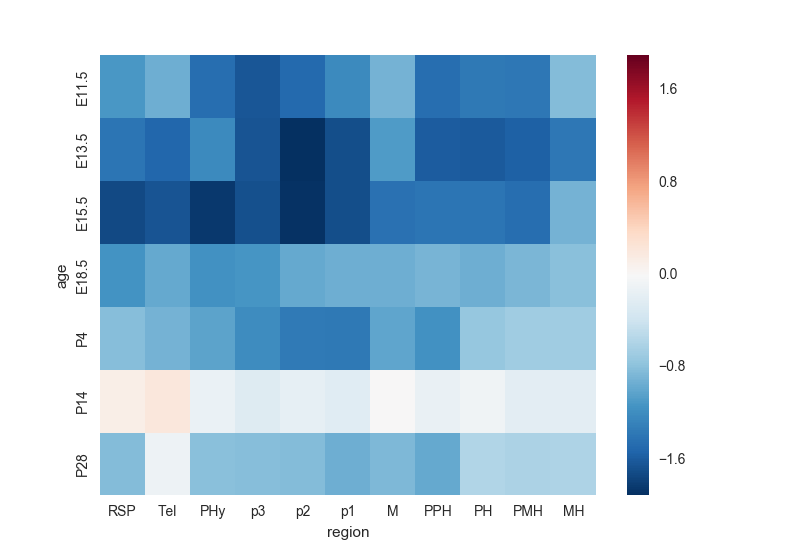 age
E11.5
E13.5
E15.5
E18.5
P4
P14
P28
RSP Tel PHy p3 p2 p1 M PPH PH PMH MH
region
1.6
0.8
0.0
−0.8
−1.6